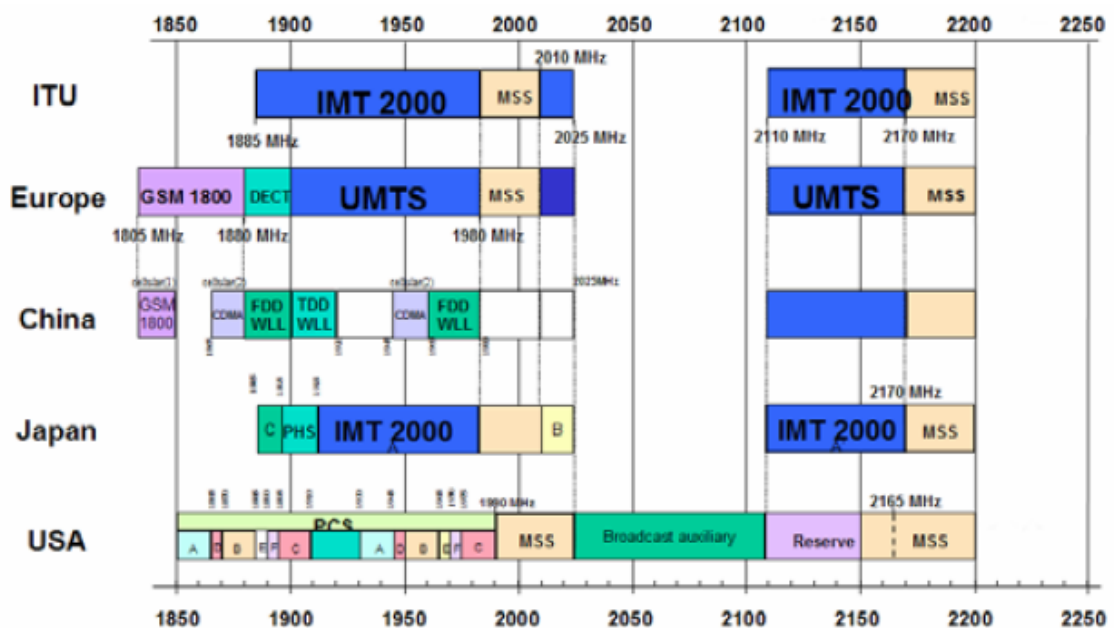 1850 1900 1950 2000 2050 2100 2150 2200 2250
2010 MHz
ITU
IMT 2000 MSS IMT 2000 MSS
1885 MHz 2025 MHz 2110 MHz 2170 MHz
Europe
GSM 1800 DECT UMTS MSS UMTS MSS
1805 MHz 1880 MHz 1980 MHz
2025MHz
China
GSM 1800 CDMA FDD WLL TDD WLL CDMA FDD WLL
2170 MHz
Japan
C PHS IMT 2000 B IMT 2000 MSS
A A
1990 MHz 2165 MHz
USA
PCS
A D B E F C A D B E F C MSS Broadcast auxiliary Reserve MSS
1850 1900 1950 2000 2050 2100 2150 2200 2250